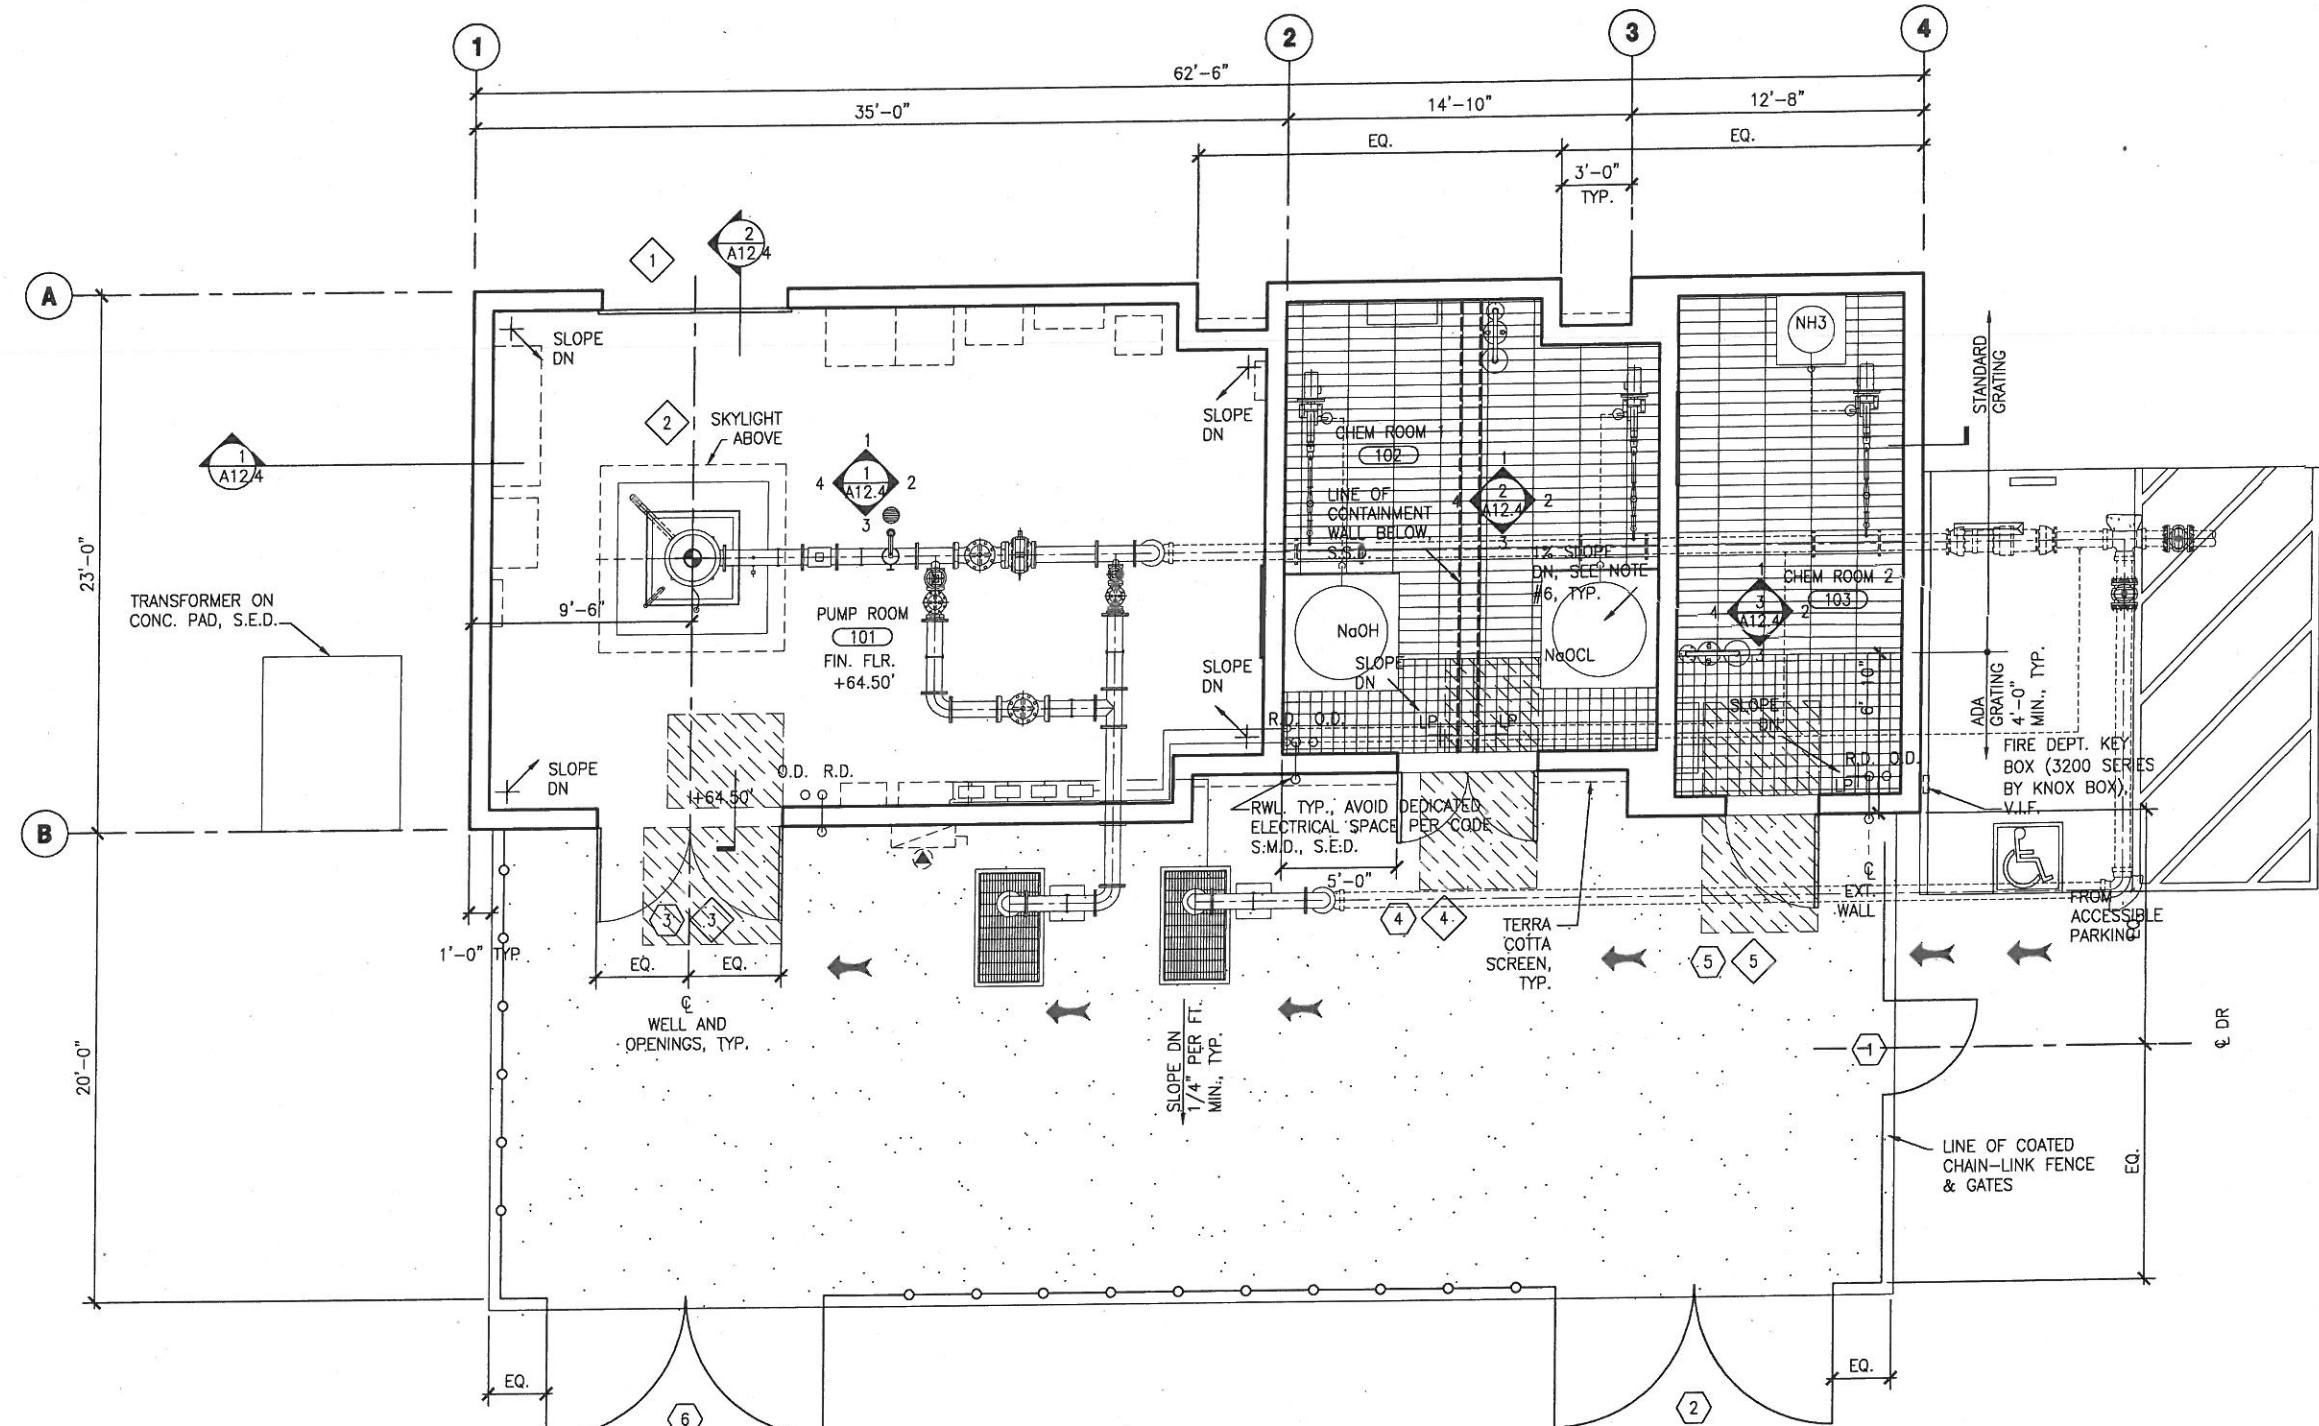 1
2
3
4
62'-6"
35'-0"
14'-10"
12'-8"
EQ.
EQ.
3'-0"
TYP.
A
1
2
A12.4
SLOPE
DN
2
SKYLIGHT
ABOVE
SLOPE
DN
NH3
STANDARD
GRATING
1
A12.4
1
4
1
A12.4
2
3
CHEM ROOM 1
102
LINE OF
CONTAINMENT
WALL BELOW,
S.S.D.
1
4
2
A12.4
2
3
1% SLOPE
DN, SEE NOTE
#6, TYP.
CHEM ROOM 2
103
1
4
3
A12.4
2
3
23'-0"
TRANSFORMER ON
CONC. PAD, S.E.D.
9'-6"
PUMP ROOM
101
FIN. FLR.
+64.50'
NaOH
NaOCL
SLOPE
DN
SLOPE
DN
R.D. O.D.
LP
LP
SLOPE
DN
6' 10"
R.D. O.D.
LP
ADA
GRATING
4'-0"
MIN., TYP.
FIRE DEPT. KEY
BOX (3200 SERIES
BY KNOX BOX),
V.I.F.
SLOPE
DN
O.D. R.D.
+64.50'
B
RWL. TYP., AVOID DEDICATED
ELECTRICAL SPACE PER CODE
S.M.D., S.E.D.
5'-0"
℄
EXT.
WALL
FROM
ACCESSIBLE
PARKING
EQ.
3
3
4
4
TERRA
COTTA
SCREEN,
TYP.
5
5
1'-0" TYP.
EQ.
EQ.
℄
WELL AND
OPENINGS, TYP.
SLOPE DN
1/4" PER FT.
MIN., TYP.
1
℄ DR
20'-0"
LINE OF COATED
CHAIN-LINK FENCE
& GATES
EQ.
EQ.
EQ.
6
2